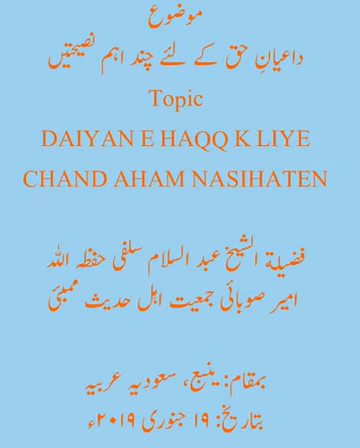 موضوع
داعیانِ حق کے لئے چند اہم نصیحتیں
Topic
DAIYAN E HAQQ K LIYE
CHAND AHAM NASIHATEN
فضیلۃ الشیخ عبد السلام سلفی حفظہ اللہ
امیر صوبائی جمعیت اہل حدیث ممبئی
بمقام: ینبع، سعودیہ عربیہ
بتاریخ: ۱۹ جنوری ۲۰۱۹ء